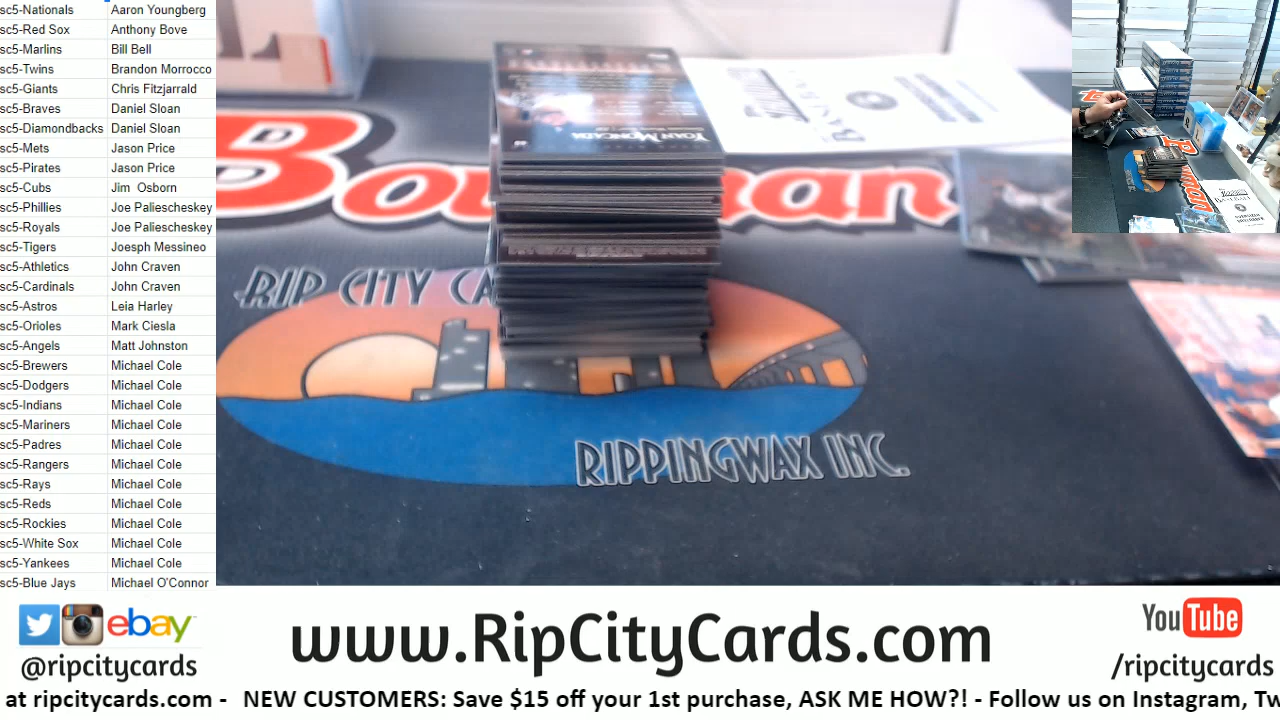 sc5-Nationals Aaron Youngberg
sc5-Red Sox Anthony Bove
sc5-Marlins Bill Bell
sc5-Twins Brandon Morrocco
sc5-Giants Chris Fitzjarrald
sc5-Braves Daniel Sloan
sc5-Diamondbacks Daniel Sloan
sc5-Mets Jason Price
sc5-Pirates Jason Price
sc5-Cubs Jim Osborn
sc5-Phillies Joe Paliescheskey
sc5-Royals Joe Paliescheskey
sc5-Tigers Joesph Messineo
sc5-Athletics John Craven
sc5-Cardinals John Craven
sc5-Astros Leia Harley
sc5-Orioles Mark Ciesla
sc5-Angels Matt Johnston
sc5-Brewers Michael Cole
sc5-Dodgers Michael Cole
sc5-Indians Michael Cole
sc5-Mariners Michael Cole
sc5-Padres Michael Cole
sc5-Rangers Michael Cole
sc5-Rays Michael Cole
sc5-Reds Michael Cole
sc5-Rockies Michael Cole
sc5-White Sox Michael Cole
sc5-Yankees Michael Cole
sc5-Blue Jays Michael O'Connor
YOAN MONCADA
Bow man
RIP CITY CA
RIPPINGWAX INC.
ebay
@ripcitycards
www.RipCityCards.com
YouTube
/ripcitycards
at ripcitycards.com - NEW CUSTOMERS: Save $15 off your 1st purchase, ASK ME HOW?! - Follow us on Instagram, Tw